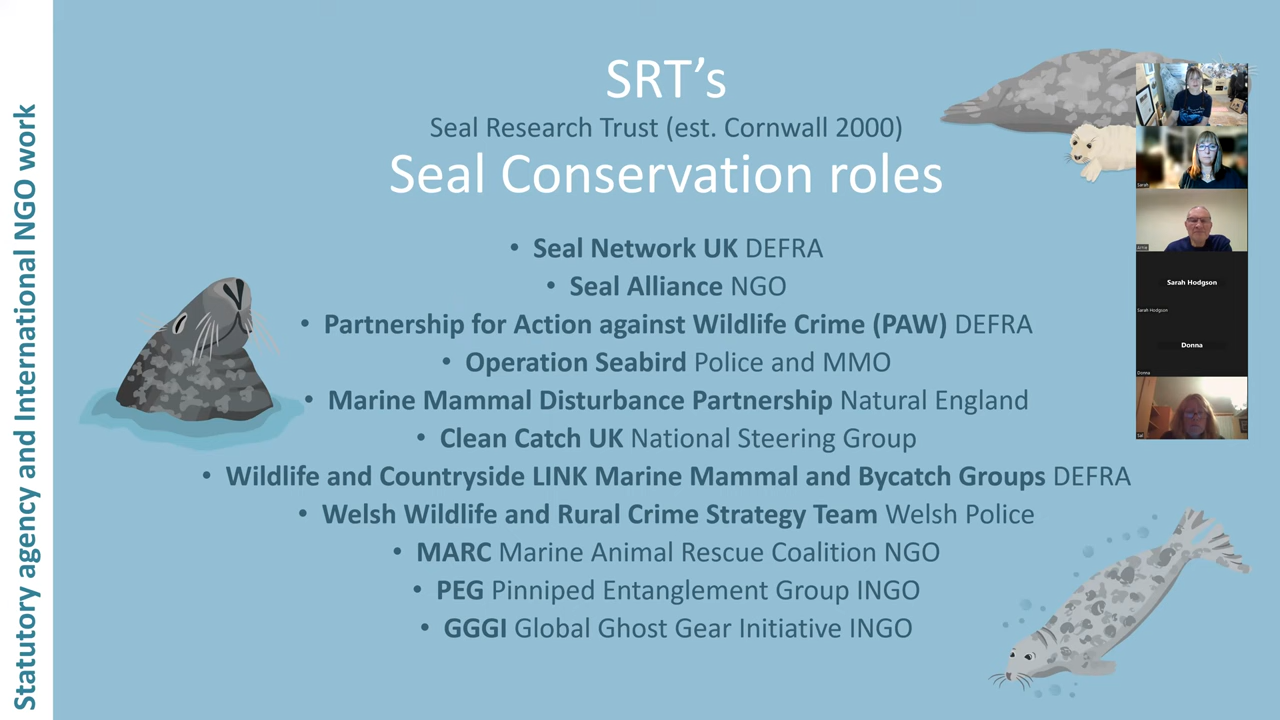 Statutory agency and International NGO work
SRT's
Seal Research Trust (est. Cornwall 2000)
Seal Conservation roles
• Seal Network UK DEFRA
• Seal Alliance NGO
• Partnership for Action against Wildlife Crime (PAW) DEFRA
• Operation Seabird Police and MMO
• Marine Mammal Disturbance Partnership Natural England
• Clean Catch UK National Steering Group
• Wildlife and Countryside LINK Marine Mammal and Bycatch Groups DEFRA
• Welsh Wildlife and Rural Crime Strategy Team Welsh Police
• MARC Marine Animal Rescue Coalition NGO
• PEG Pinniped Entanglement Group INGO
• GGGI Global Ghost Gear Initiative INGO
Sarah
Sarah Hodgson
Sarah Hodgson
Donna
Donna